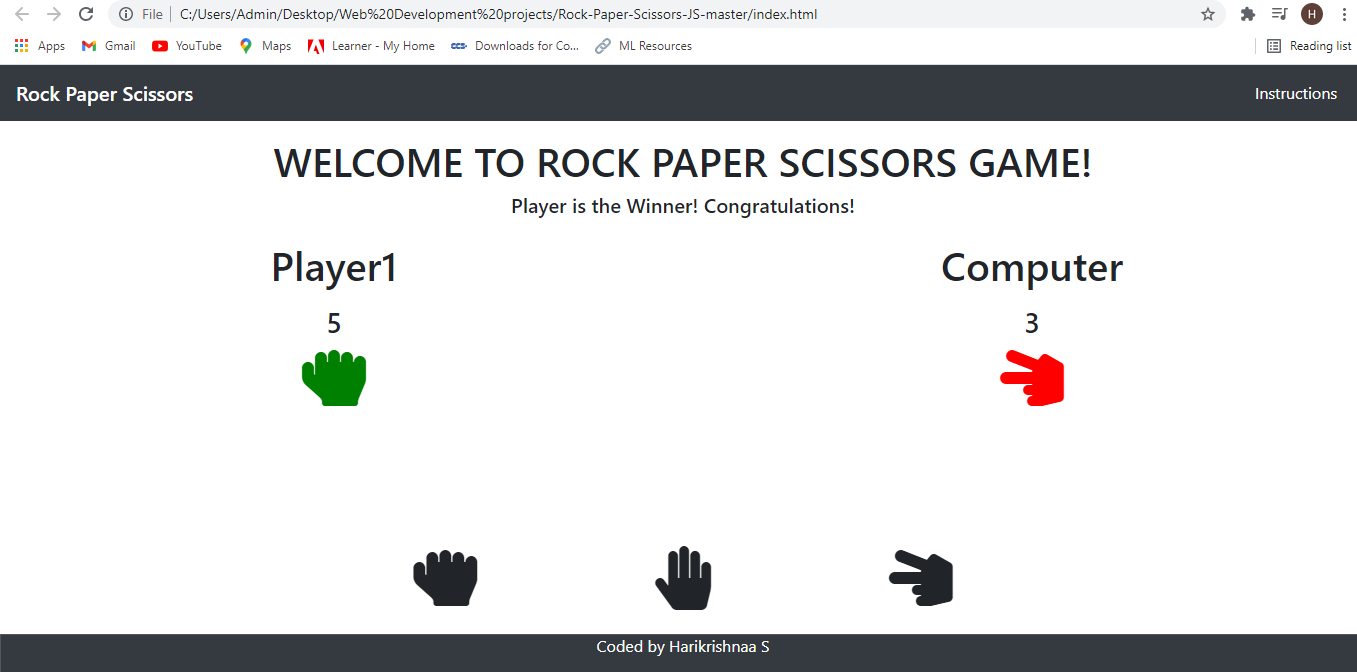 File | C:/Users/Admin/Desktop/Web%20Development%20projects/Rock-Paper-Scissors-JS-master/index.html H
Apps Gmail YouTube Maps Learner - My Home CCS Downloads for Co... ML Resources Reading list
Rock Paper Scissors Instructions
WELCOME TO ROCK PAPER SCISSORS GAME!
Player is the Winner! Congratulations!
Player1 Computer
5 3
Coded by Harikrishnaa S